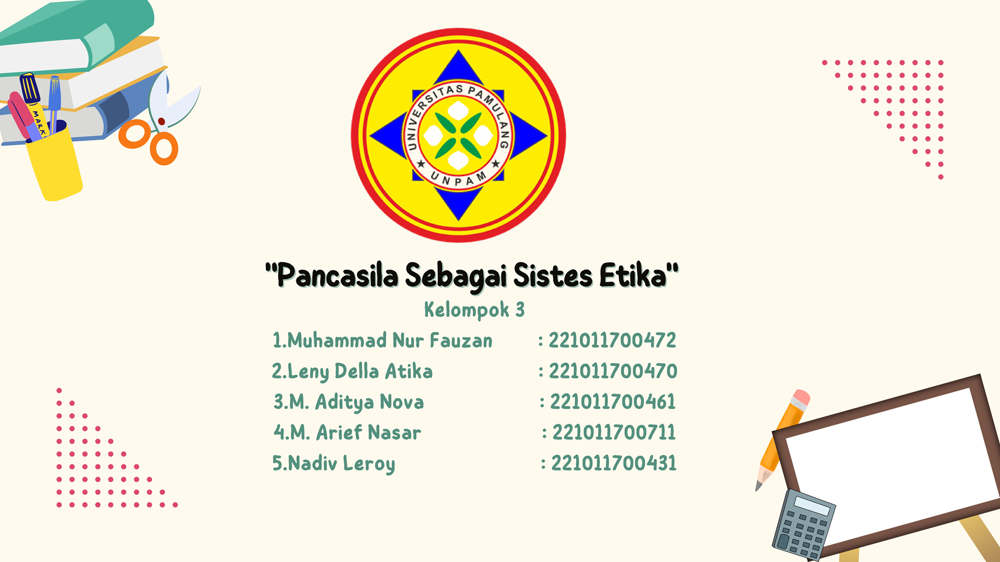 MARK
UNIVERSITAS PAMULANG
★ UNPAM ★
"Pancasila Sebagai Sistes Etika"
Kelompok 3
1.Muhammad Nur Fauzan : 221011700472
2.Leny Della Atika : 221011700470
3.M. Aditya Nova : 221011700461
4.M. Arief Nasar : 221011700711
5.Nadiv Leroy : 221011700431